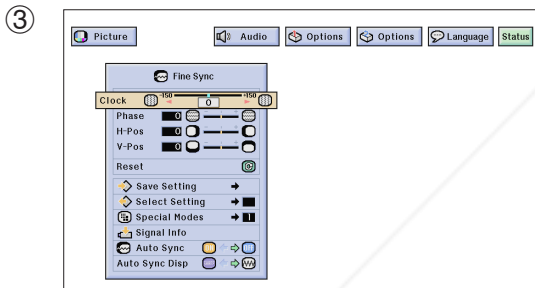 ③
Picture Audio Options Options Language Status
Fine Sync
-150 +150
Clock 0
Phase 0
H-Pos 0
V-Pos 0
Reset
Save Setting
Select Setting
Special Modes 1
Signal Info
Auto Sync
Auto Sync Disp